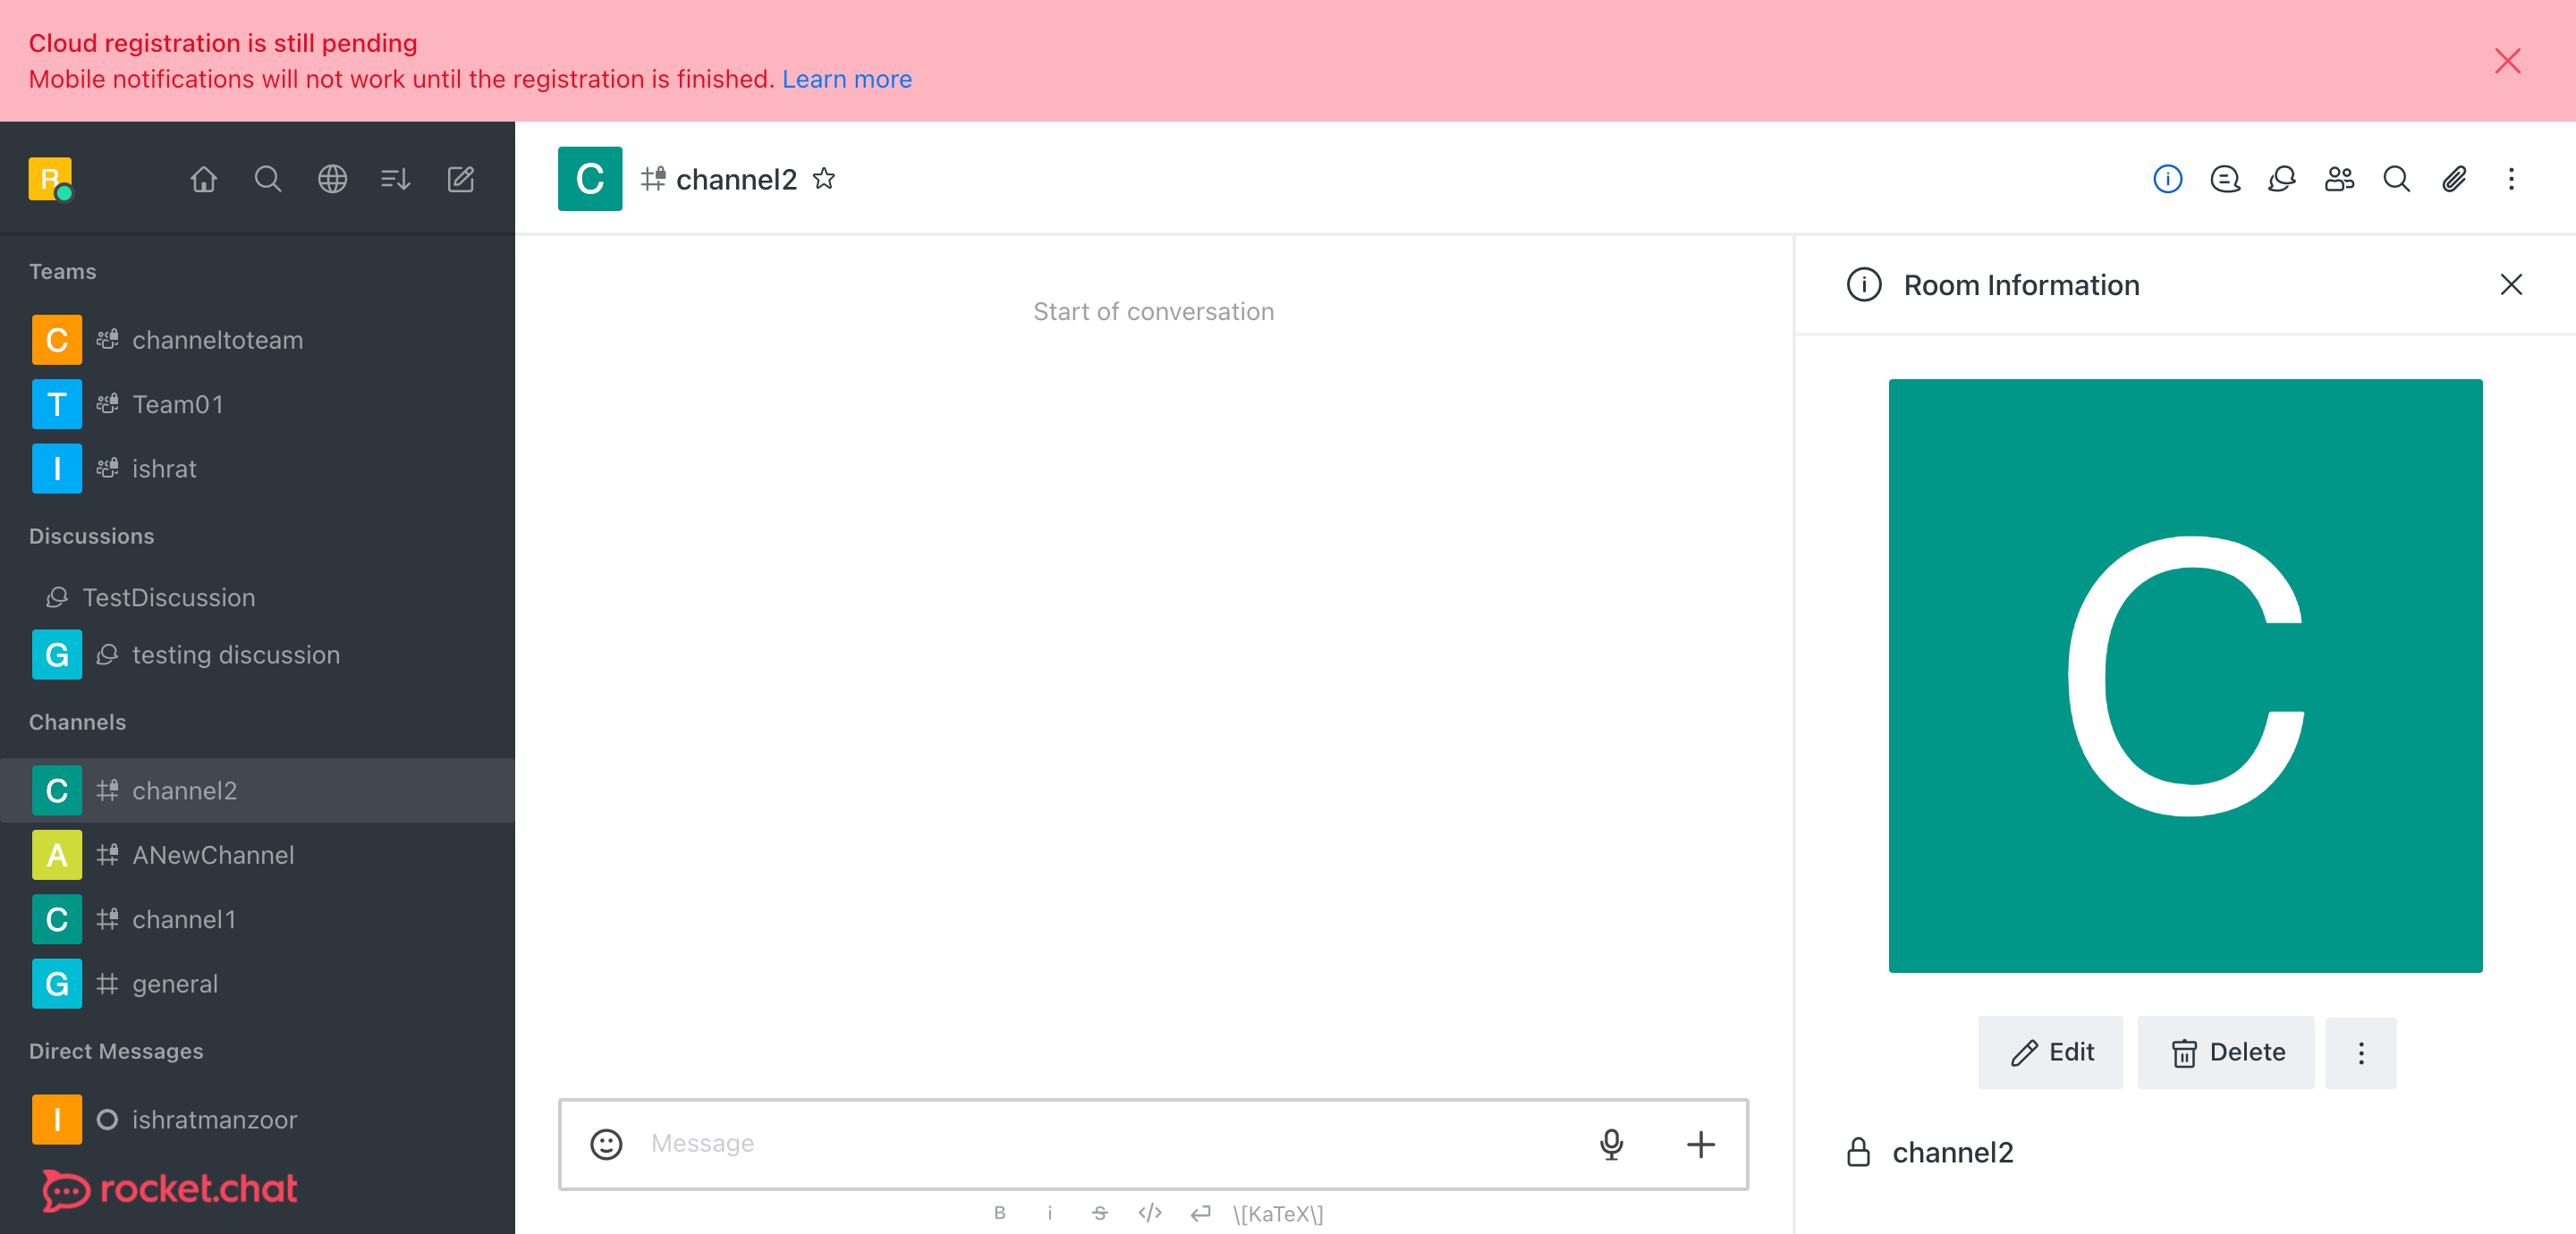 Cloud registration is still pending
Mobile notifications will not work until the registration is finished. Learn more
R
C channel2
Teams
C channeltoteam
T Team01
I ishrat
Discussions
TestDiscussion
G testing discussion
Channels
C channel2
A ANewChannel
C channel1
G general
Direct Messages
I ishratmanzoor
rocket.chat
Start of conversation
Message
B i S </> \[KaTeX\]
Room Information
C
Edit Delete
channel2